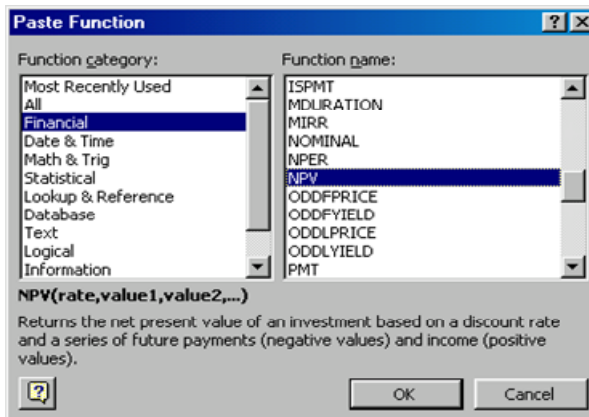 Paste Function
Function category:
Function name:
Most Recently Used
All
Financial
Date & Time
Math & Trig
Statistical
Lookup & Reference
Database
Text
Logical
Information
ISPMT
MDURATION
MIRR
NOMINAL
NPER
NPV
ODDFPRICE
ODDFYIELD
ODDLPRICE
ODDLYIELD
PMT
NPV(rate,value1,value2,...)
Returns the net present value of an investment based on a discount rate
and a series of future payments (negative values) and income (positive
values).
OK
Cancel